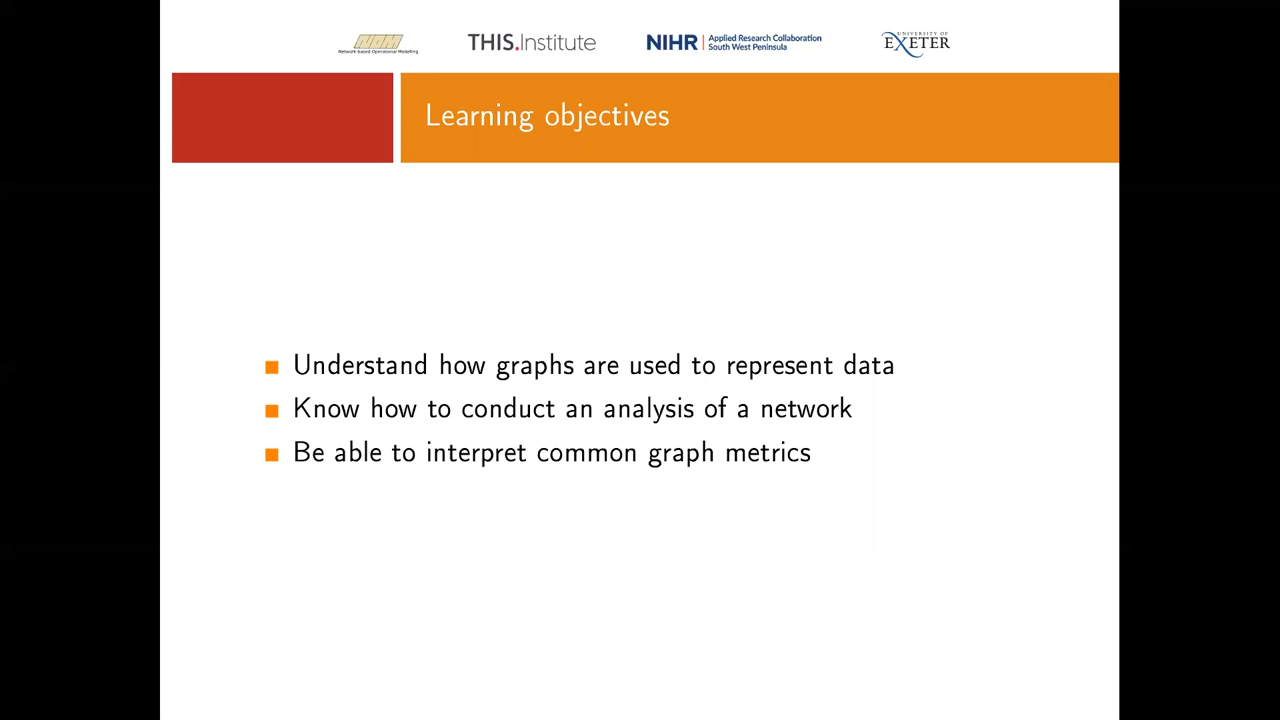 NOM
Network-based Operational Modelling
THIS.Institute
NIHR
Applied Research Collaboration
South West Peninsula
UNIVERSITY OF
EXETER
Learning objectives
Understand how graphs are used to represent data
Know how to conduct an analysis of a network
Be able to interpret common graph metrics